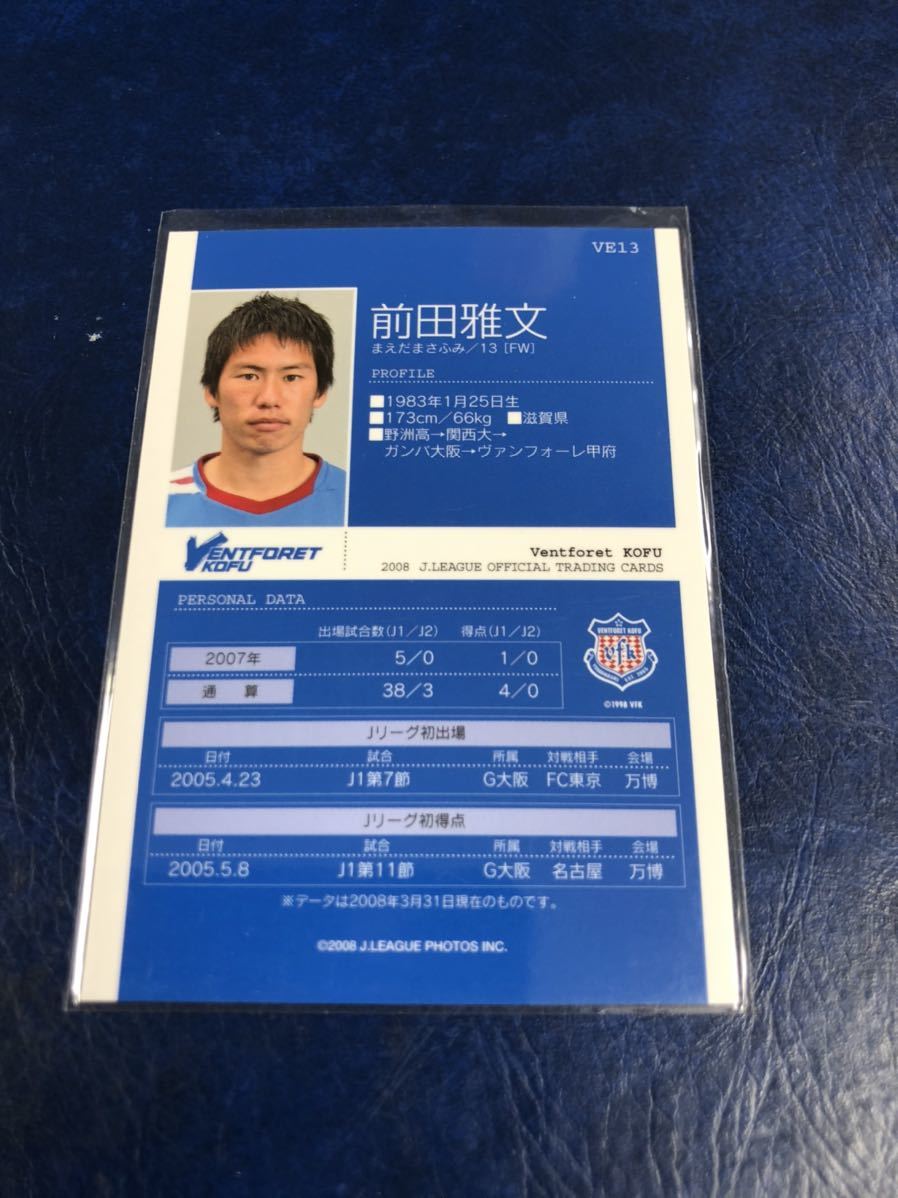 VE13
前田雅文
まえだまさふみ／13 [FW]
PROFILE
■1983年1月25日生
■173cm／66kg ■滋賀県
■野洲高→関西大→
ガンバ大阪→ヴァンフォーレ甲府
VENTFORET
KOFU
Ventforet KOFU
2008 J.LEAGUE OFFICIAL TRADING CARDS
PERSONAL DATA
出場試合数(J1／J2) 得点(J1／J2)
2007年 5／0 1／0
通算 38／3 4／0
VENTFORET KOFU
vfk
©1998 VFK
Jリーグ初出場
日付 試合 所属 対戦相手 会場
2005.4.23 J1第7節 G大阪 FC東京 万博
Jリーグ初得点
日付 試合 所属 対戦相手 会場
2005.5.8 J1第11節 G大阪 名古屋 万博
※データは2008年3月31日現在のものです。
©2008 J.LEAGUE PHOTOS INC.